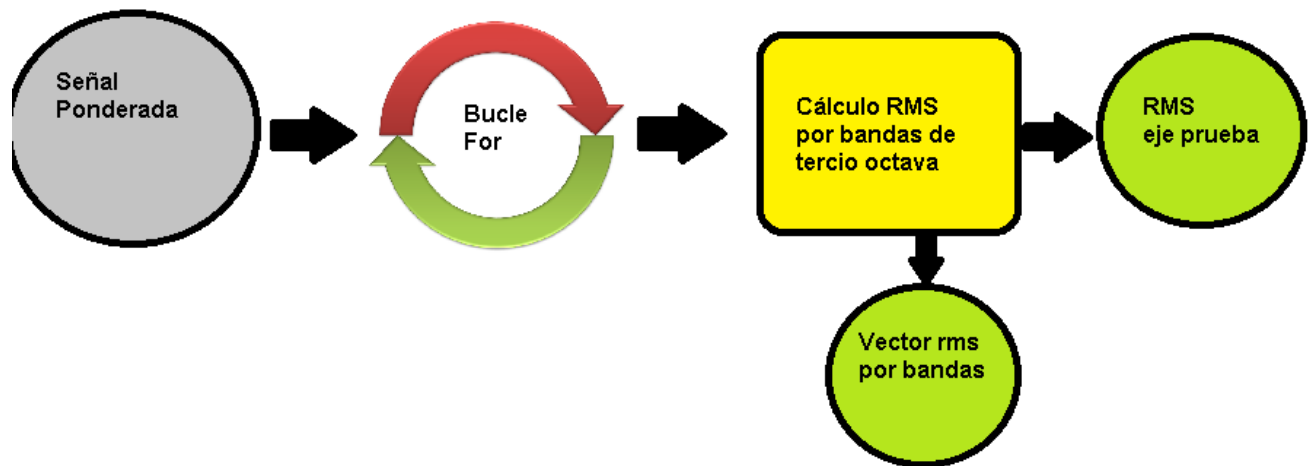 Señal
Ponderada
Bucle
For
Cálculo RMS
por bandas de
tercio octava
RMS
eje prueba
Vector rms
por bandas